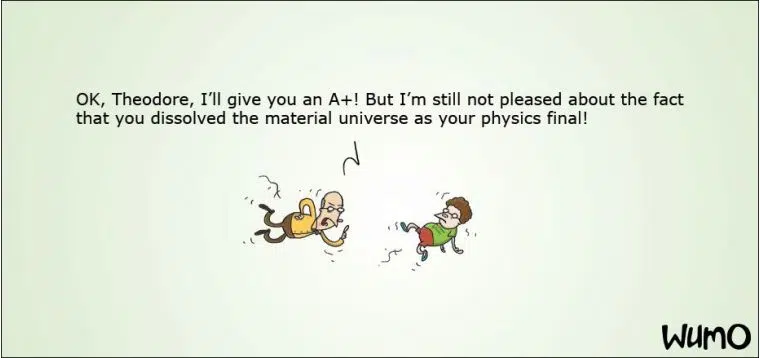 OK, Theodore, I’ll give you an A+! But I’m still not pleased about the fact
that you dissolved the material universe as your physics final!
WUMO